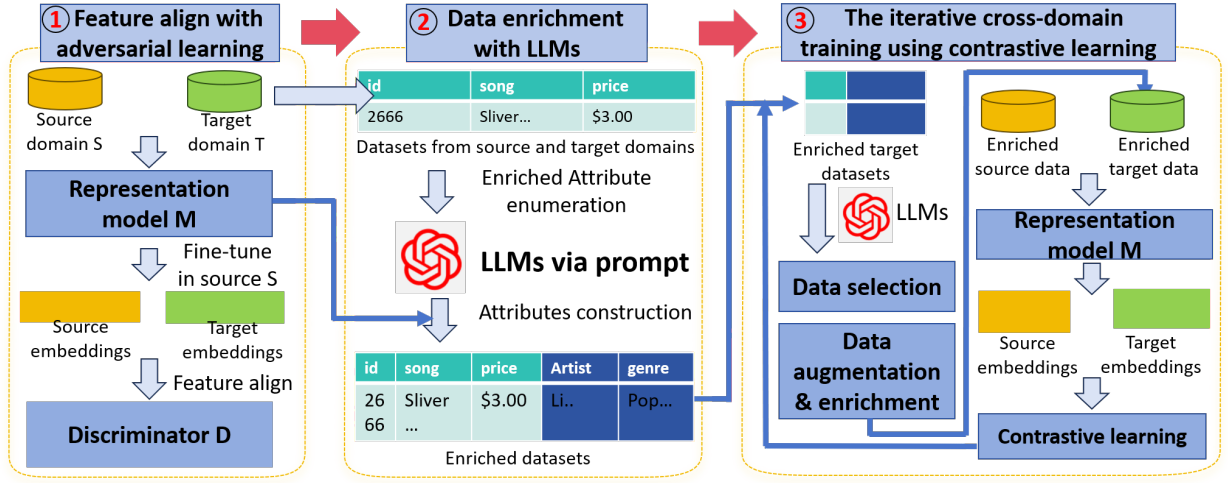 1 Feature align with
adversarial learning
Source
domain S
Target
domain T
Representation
model M
Fine-tune
in source S
Source
embeddings
Target
embeddings
Feature align
Discriminator D
2 Data enrichment
with LLMs
id song price
2666 Sliver... $3.00
Datasets from source and target domains
Enriched Attribute
enumeration
LLMs via prompt
Attributes construction
id song price Artist genre
26 Sliver $3.00 Li.. Pop...
66 ...
Enriched datasets
3 The iterative cross-domain
training using contrastive learning
Enriched target
datasets
LLMs
Data selection
Data
augmentation
& enrichment
Enriched
source data
Enriched
target data
Representation
model M
Source
embeddings
Target
embeddings
Contrastive learning